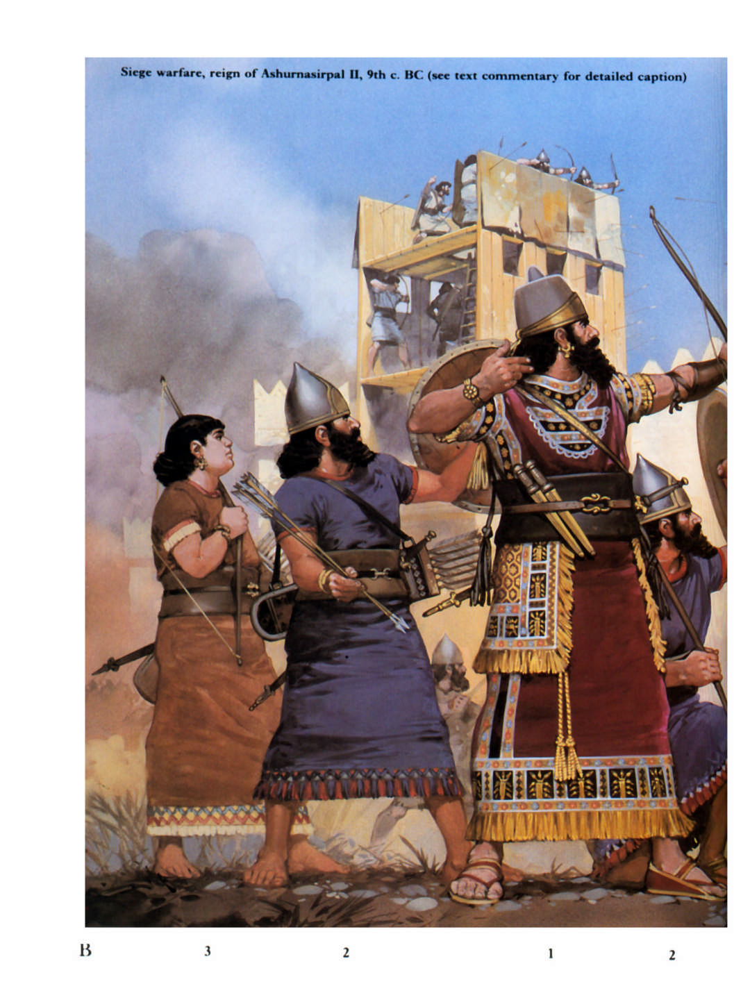 Siege warfare, reign of Ashurnasirpal II, 9th c. BC (see text commentary for detailed caption)
B 3 2 1 2